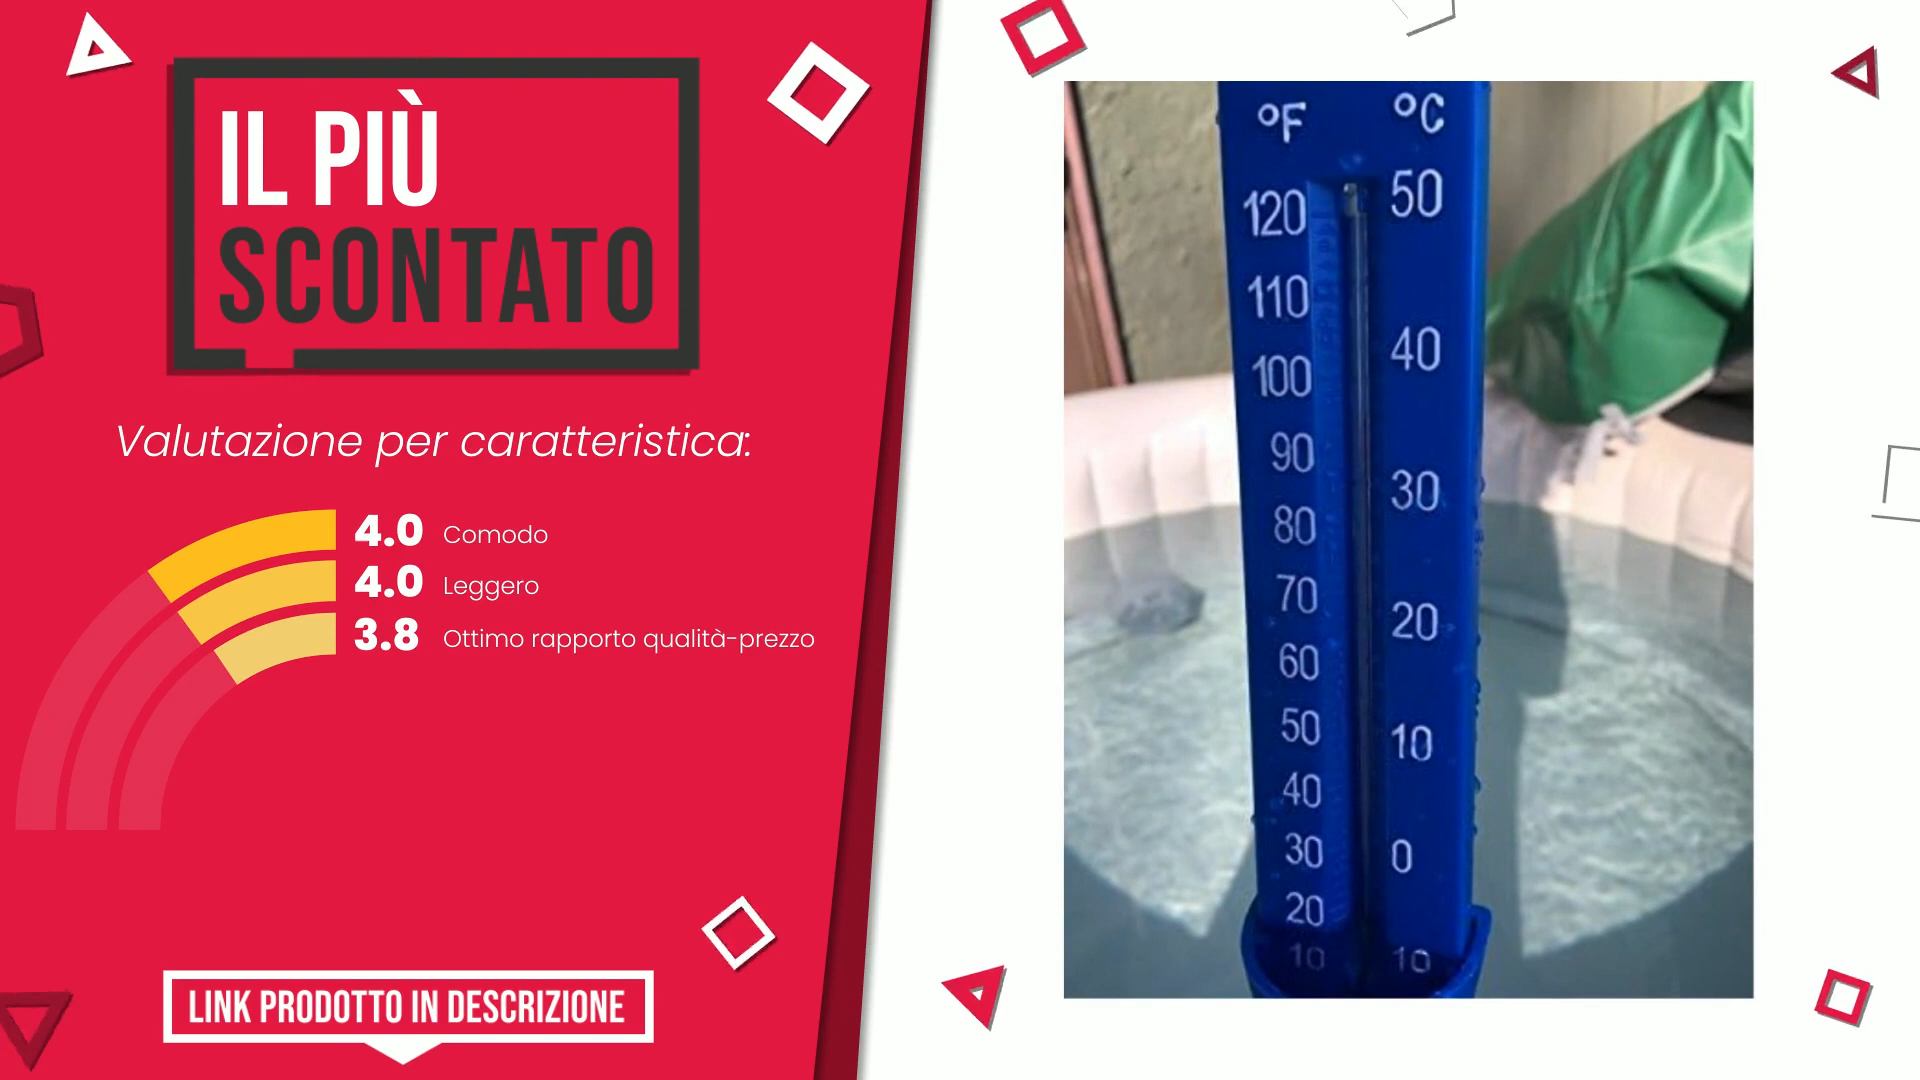 IL PIÙ
SCONTATO
Valutazione per caratteristica:
4.0 Comodo
4.0 Leggero
3.8 Ottimo rapporto qualità-prezzo
LINK PRODOTTO IN DESCRIZIONE
°F °C
120 50
110
100 40
90
80 30
70
60 20
50
40 10
30 0
20
10 10